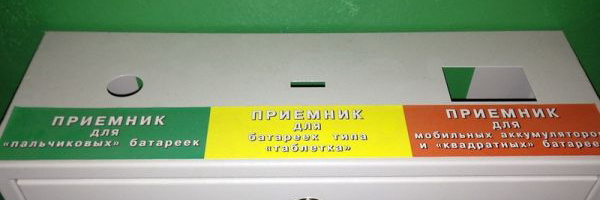 ПРИЕМНИК
для
«пальчиковых» батареек
ПРИЕМНИК
для
батареек типа
«таблетка»
ПРИЕМНИК
для
мобильных аккумуляторов
и «квадратных» батареек